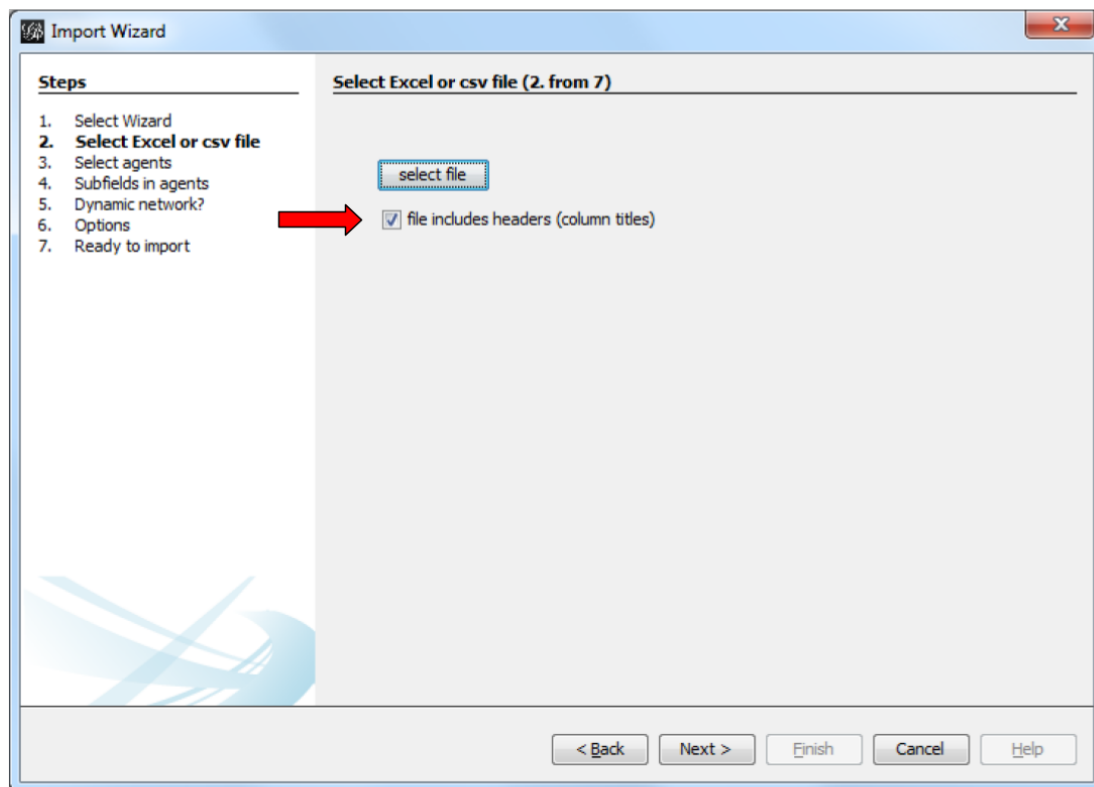 Import Wizard
Steps
1. Select Wizard
2. Select Excel or csv file
3. Select agents
4. Subfields in agents
5. Dynamic network?
6. Options
7. Ready to import
Select Excel or csv file (2. from 7)
select file
file includes headers (column titles)
< Back Next > Finish Cancel Help